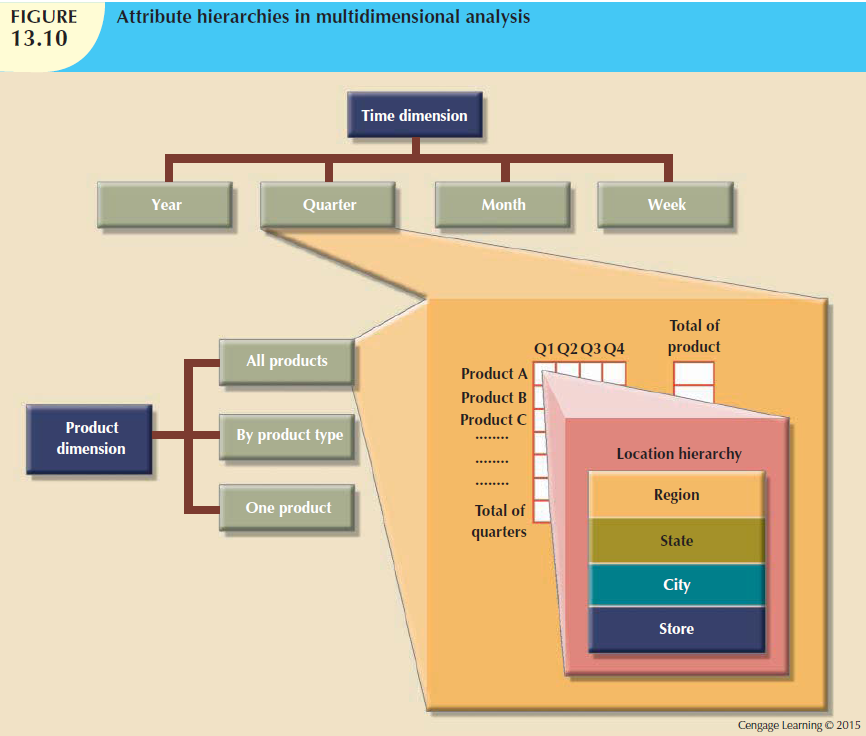 FIGURE
13.10
Attribute hierarchies in multidimensional analysis
Time dimension
Year
Quarter
Month
Week
All products
By product type
One product
Product
dimension
Total of
product
Q1 Q2 Q3 Q4
Product A
Product B
Product C
........
........
........
Total of
quarters
Location hierarchy
Region
State
City
Store
Cengage Learning © 2015